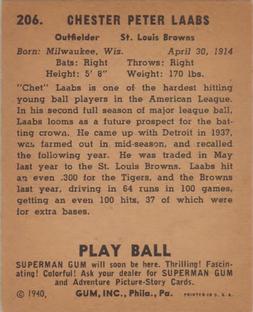 206. CHESTER PETER LAABS
Outfielder St. Louis Browns
Born: Milwaukee, Wis. April 30, 1914
Bats: Right Throws: Right
Height: 5' 8" Weight: 170 lbs.
"Chet" Laabs is one of the hardest hitting
young ball players in the American League.
In his second full season of major league ball,
Laabs looms as a future prospect for the bat-
ting crown. He came up with Detroit in 1937,
was farmed out in mid-season, and recalled
the following year. He was traded in May
last year to the St. Louis Browns. Laabs hit
an even .300 for the Tigers, and the Browns
last year, driving in 64 runs in 100 games,
getting an even 100 hits, 37 of which were
for extra bases.
PLAY BALL
SUPERMAN GUM will soon be here. Thrilling! Fascin-
ating! Colorful! Ask your dealer for SUPERMAN GUM
and Adventure Picture-Story Cards.
© 1940, GUM, INC., Phila., Pa. PRINTED IN U. S. A.